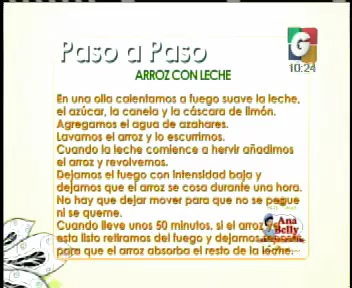 Paso a Paso
G
10:24
ARROZ CON LECHE
En una olla calentamos a fuego suave la leche,
el azúcar, la canela y la cáscara de limón.
Agregamos el agua de azahares.
Lavamos el arroz y lo escurrimos.
Cuando la leche comience a hervir añadimos
el arroz y revolvemos.
Dejamos el fuego con intensidad baja y
dejamos que el arroz se cosa durante una hora.
No hay que dejar mover para que no se pegue
ni se queme.
Cuando lleve unos 50 minutos, si el arroz
esta listo retiramos del fuego y dejamos
para que el arroz absorba el resto de la leche.
Ana
Belly